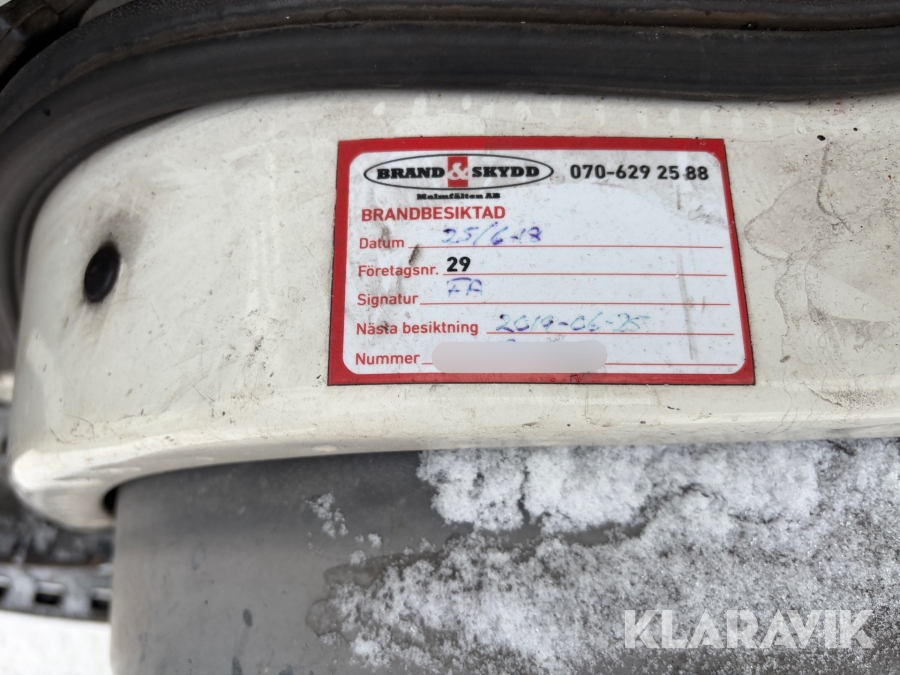 BRAND & SKYDD 070-629 25 88
Malmfälten AB
BRANDBESIKTAD
Datum 25/6-18
Företagsnr. 29
Signatur FA
Nästa besiktning 2019-06-25
Nummer
KLARAVIK